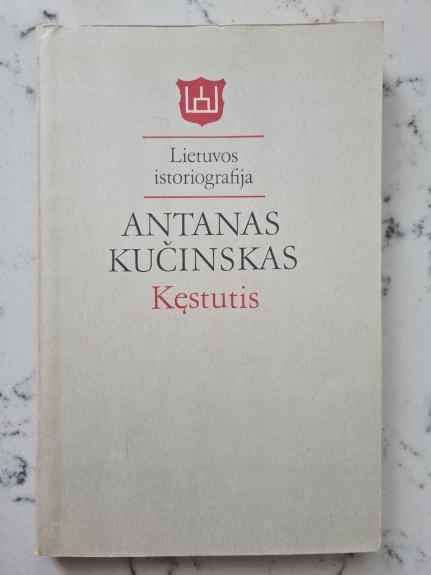 Lietuvos
istoriografija
ANTANAS
KUČINSKAS
Kęstutis